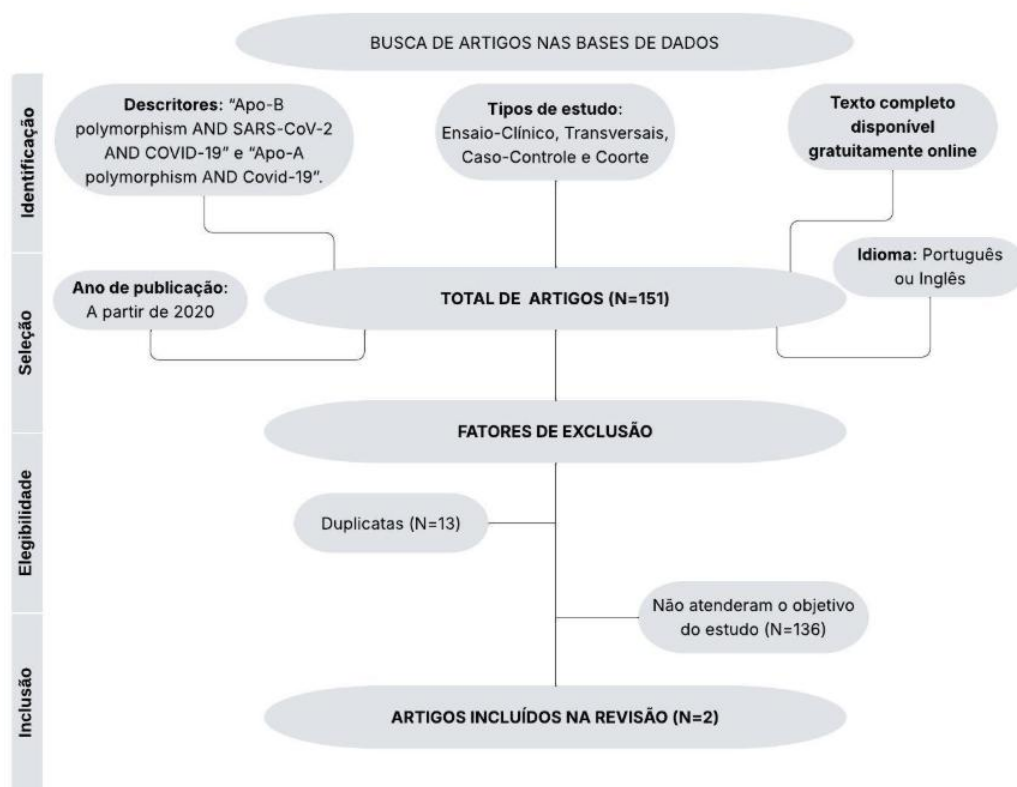 BUSCA DE ARTIGOS NAS BASES DE DADOS
Identificação
Descritores: “Apo-B
polymorphism AND SARS-CoV-2
AND COVID-19” e “Apo-A
polymorphism AND Covid-19”.
Tipos de estudo:
Ensaio-Clínico, Transversais,
Caso-Controle e Coorte
Texto completo
disponível
gratuitamente online
Seleção
Ano de publicação:
A partir de 2020
TOTAL DE ARTIGOS (N=151)
Idioma: Português
ou Inglês
FATORES DE EXCLUSÃO
Elegibilidade
Duplicatas (N=13)
Não atenderam o objetivo
do estudo (N=136)
Inclusão
ARTIGOS INCLUÍDOS NA REVISÃO (N=2)